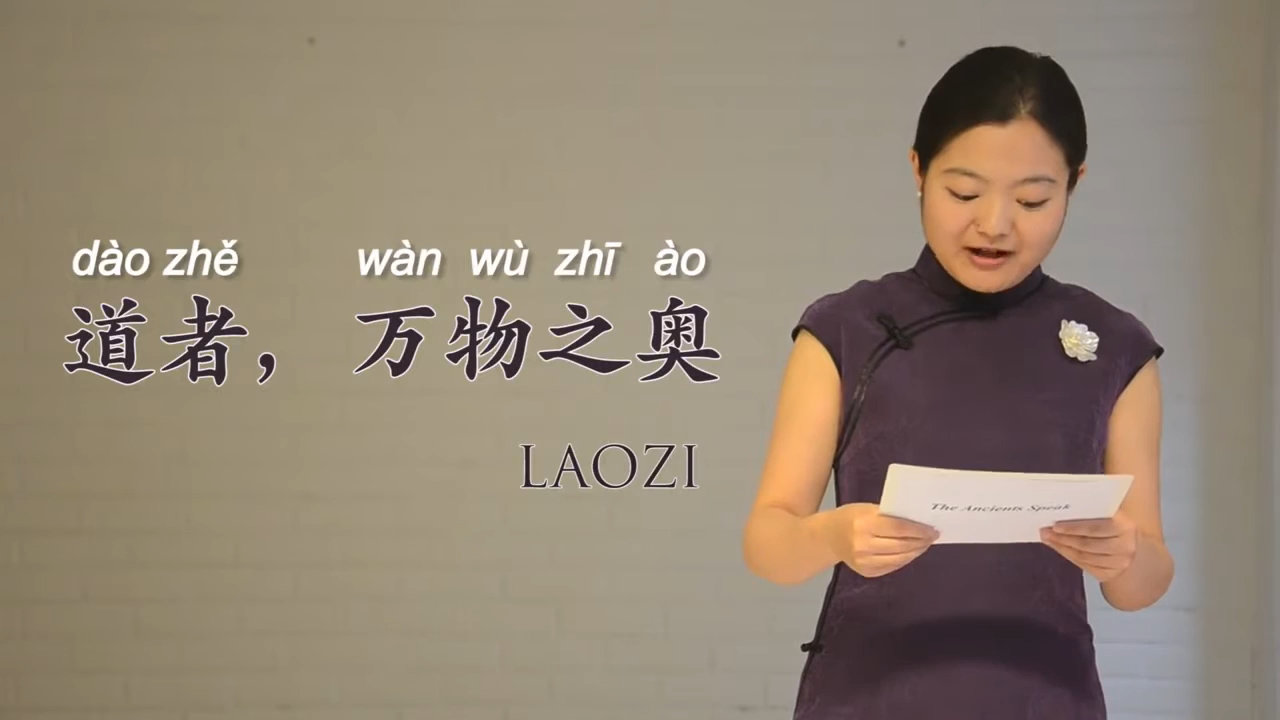 dào zhě wàn wù zhī ào
道者，万物之奥
LAOZI
The Ancients Speak